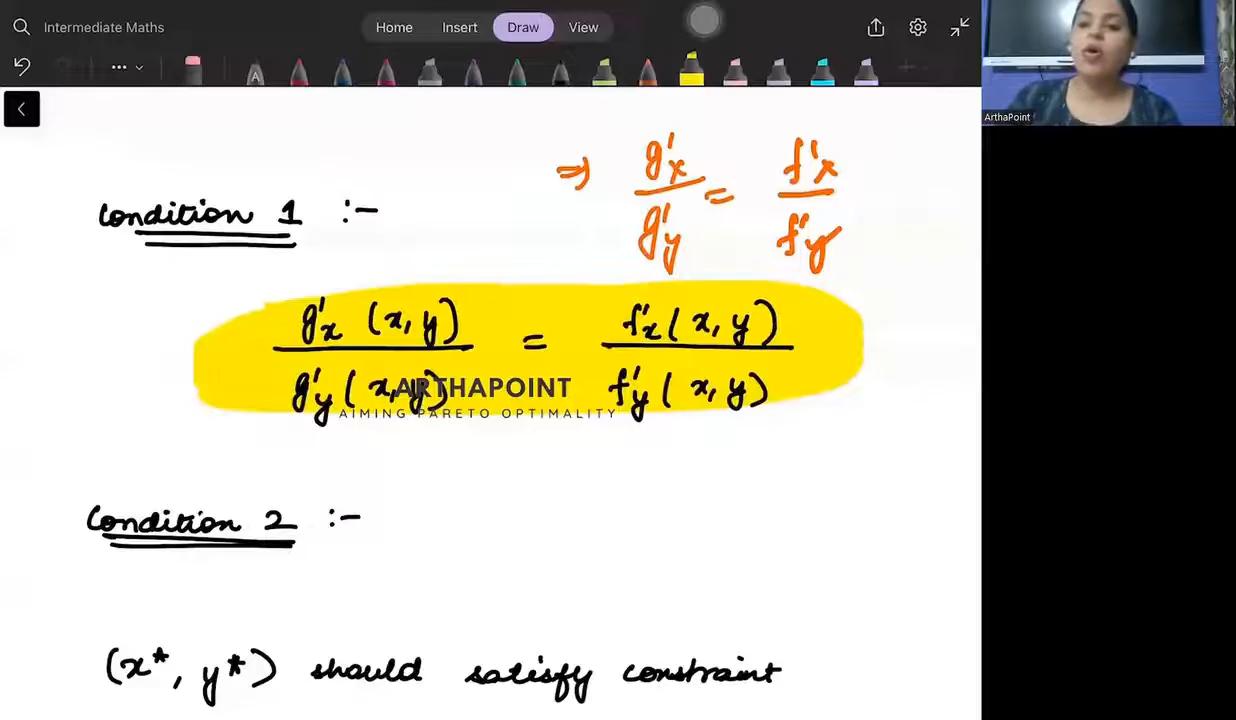 Intermediate Maths
Home Insert Draw View
A
ArthaPoint
⇒ g'x / g'y = f'x / f'y
Condition 1 :-
g'x (x, y) / g'y (x, y) = f'x (x, y) / f'y (x, y)
ARTHAPOINT
AIMING PARETO OPTIMALITY
Condition 2 :-
(x*, y*) should satisfy constraint